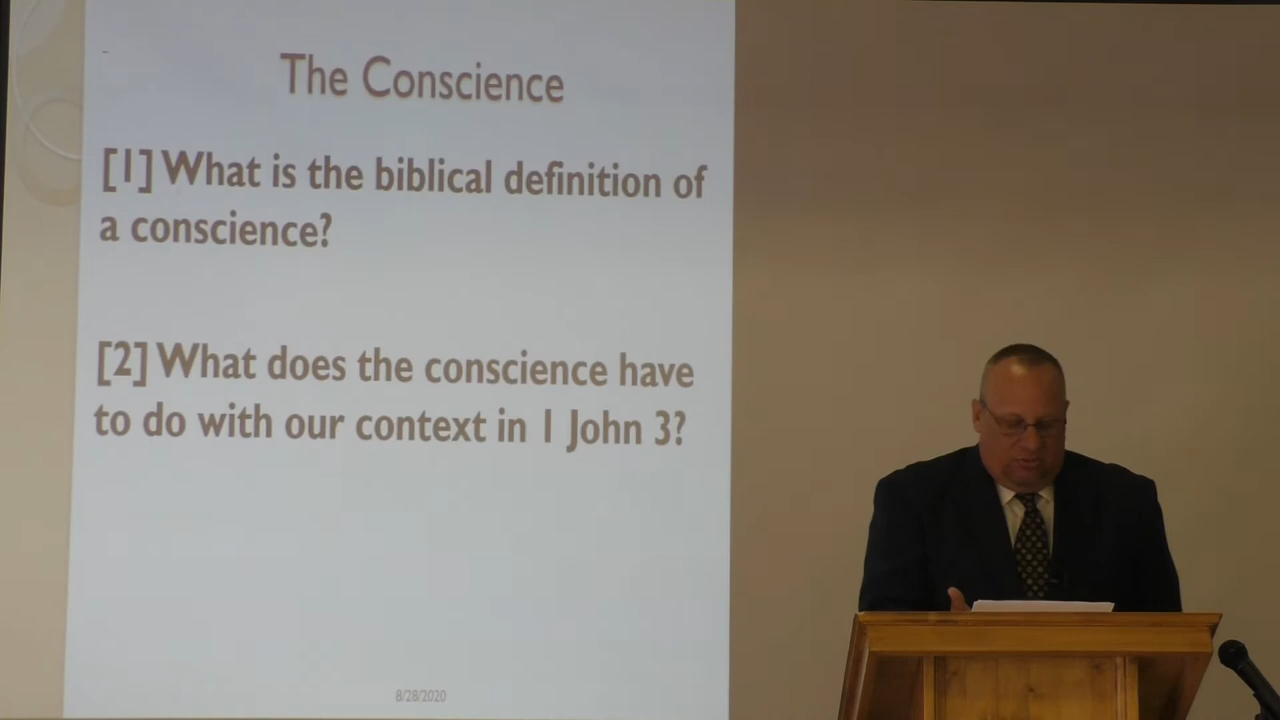 The Conscience
[1] What is the biblical definition of
a conscience?
[2] What does the conscience have
to do with our context in 1 John 3?
8/28/2020